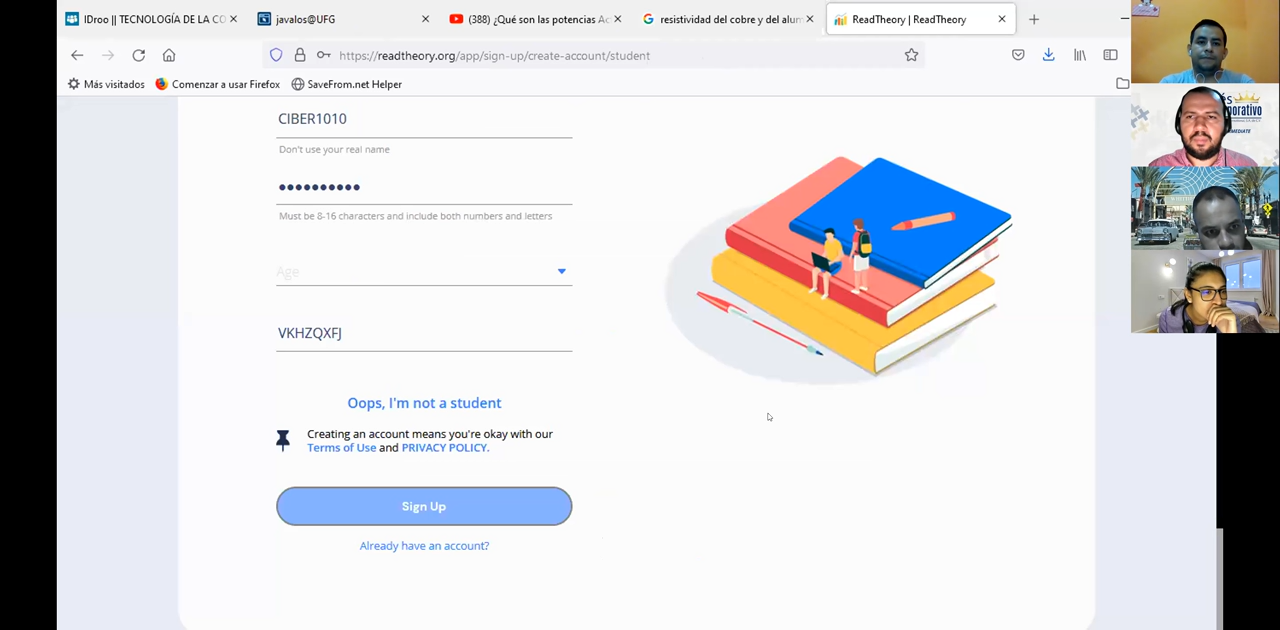 IDroo || TECNOLOGÍA DE LA CO
javalos@UFG
(388) ¿Qué son las potencias Ac
resistividad del cobre y del alum
ReadTheory | ReadTheory
https://readtheory.org/app/sign-up/create-account/student
Más visitados
Comenzar a usar Firefox
SaveFrom.net Helper
CIBER1010
Don't use your real name
••••••••••
Must be 8-16 characters and include both numbers and letters
Age
VKHZQXFJ
Oops, I'm not a student
Creating an account means you're okay with our
Terms of Use and PRIVACY POLICY.
Sign Up
Already have an account?